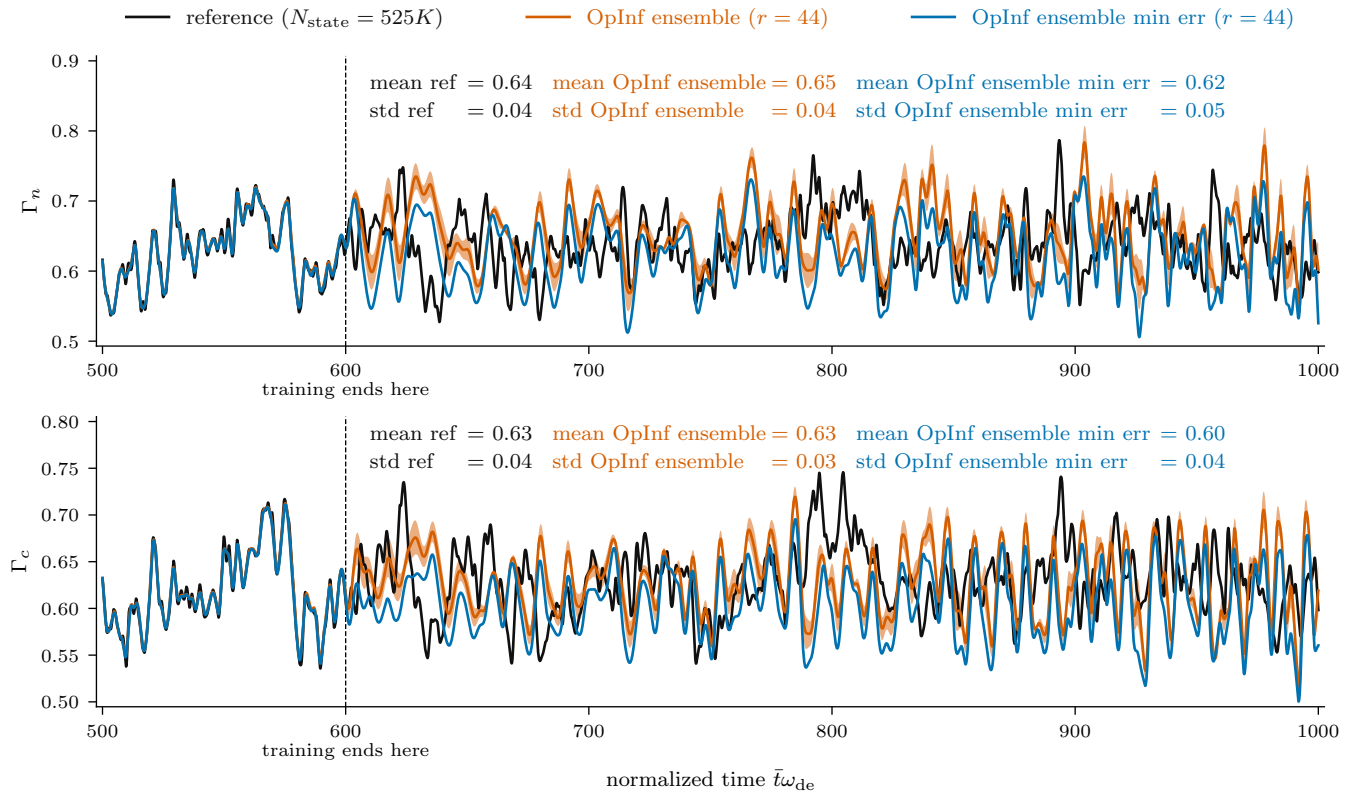 reference (N_state = 525K) OpInf ensemble (r = 44) OpInf ensemble min err (r = 44)
0.9
mean ref = 0.64 mean OpInf ensemble = 0.65 mean OpInf ensemble min err = 0.62
std ref = 0.04 std OpInf ensemble = 0.04 std OpInf ensemble min err = 0.05
0.8
0.7
Γ_n
0.6
0.5
500 600 700 800 900 1000
training ends here
0.80
mean ref = 0.63 mean OpInf ensemble = 0.63 mean OpInf ensemble min err = 0.60
std ref = 0.04 std OpInf ensemble = 0.03 std OpInf ensemble min err = 0.04
0.75
0.70
0.65
Γ_c
0.60
0.55
0.50
500 600 700 800 900 1000
training ends here
normalized time t̄ω_de